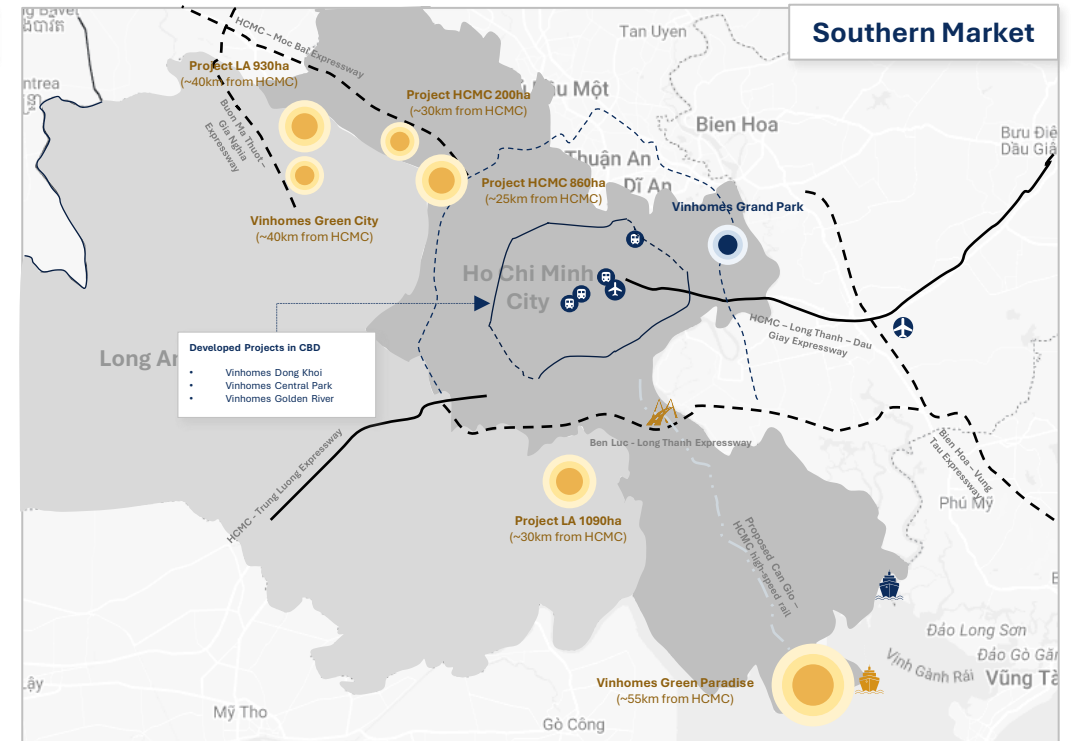 Southern Market
Tan Uyen
HCMC – Moc Bai Expressway
Project LA 930ha
(~40km from HCMC)
Project HCMC 200ha
(~30km from HCMC)
Một
Bien Hoa
Bưu Điệ
Dầu Giâ
Buon Ma Thuot –
Gia Nghia
Expressway
Thuận An
Dĩ An
Project HCMC 860ha
(~25km from HCMC)
Vinhomes Green City
(~40km from HCMC)
Vinhomes Grand Park
Ho Chi Minh
City
HCMC – Long Thanh – Dau
Giay Expressway
Long An
Developed Projects in CBD
• Vinhomes Dong Khoi
• Vinhomes Central Park
• Vinhomes Golden River
HCMC - Trung Luong Expressway
Ben Luc - Long Thanh Expressway
Bien Hoa – Vung
Tau Expressway
Phú Mỹ
Project LA 1090ha
(~30km from HCMC)
Proposed Can Gio –
HCMC high-speed rail
Đảo Long Sơn
Đảo Gò Găn
Vịnh Gành Rái
Vũng Tà
Vinhomes Green Paradise
(~55km from HCMC)
Mỹ Tho
Gò Công